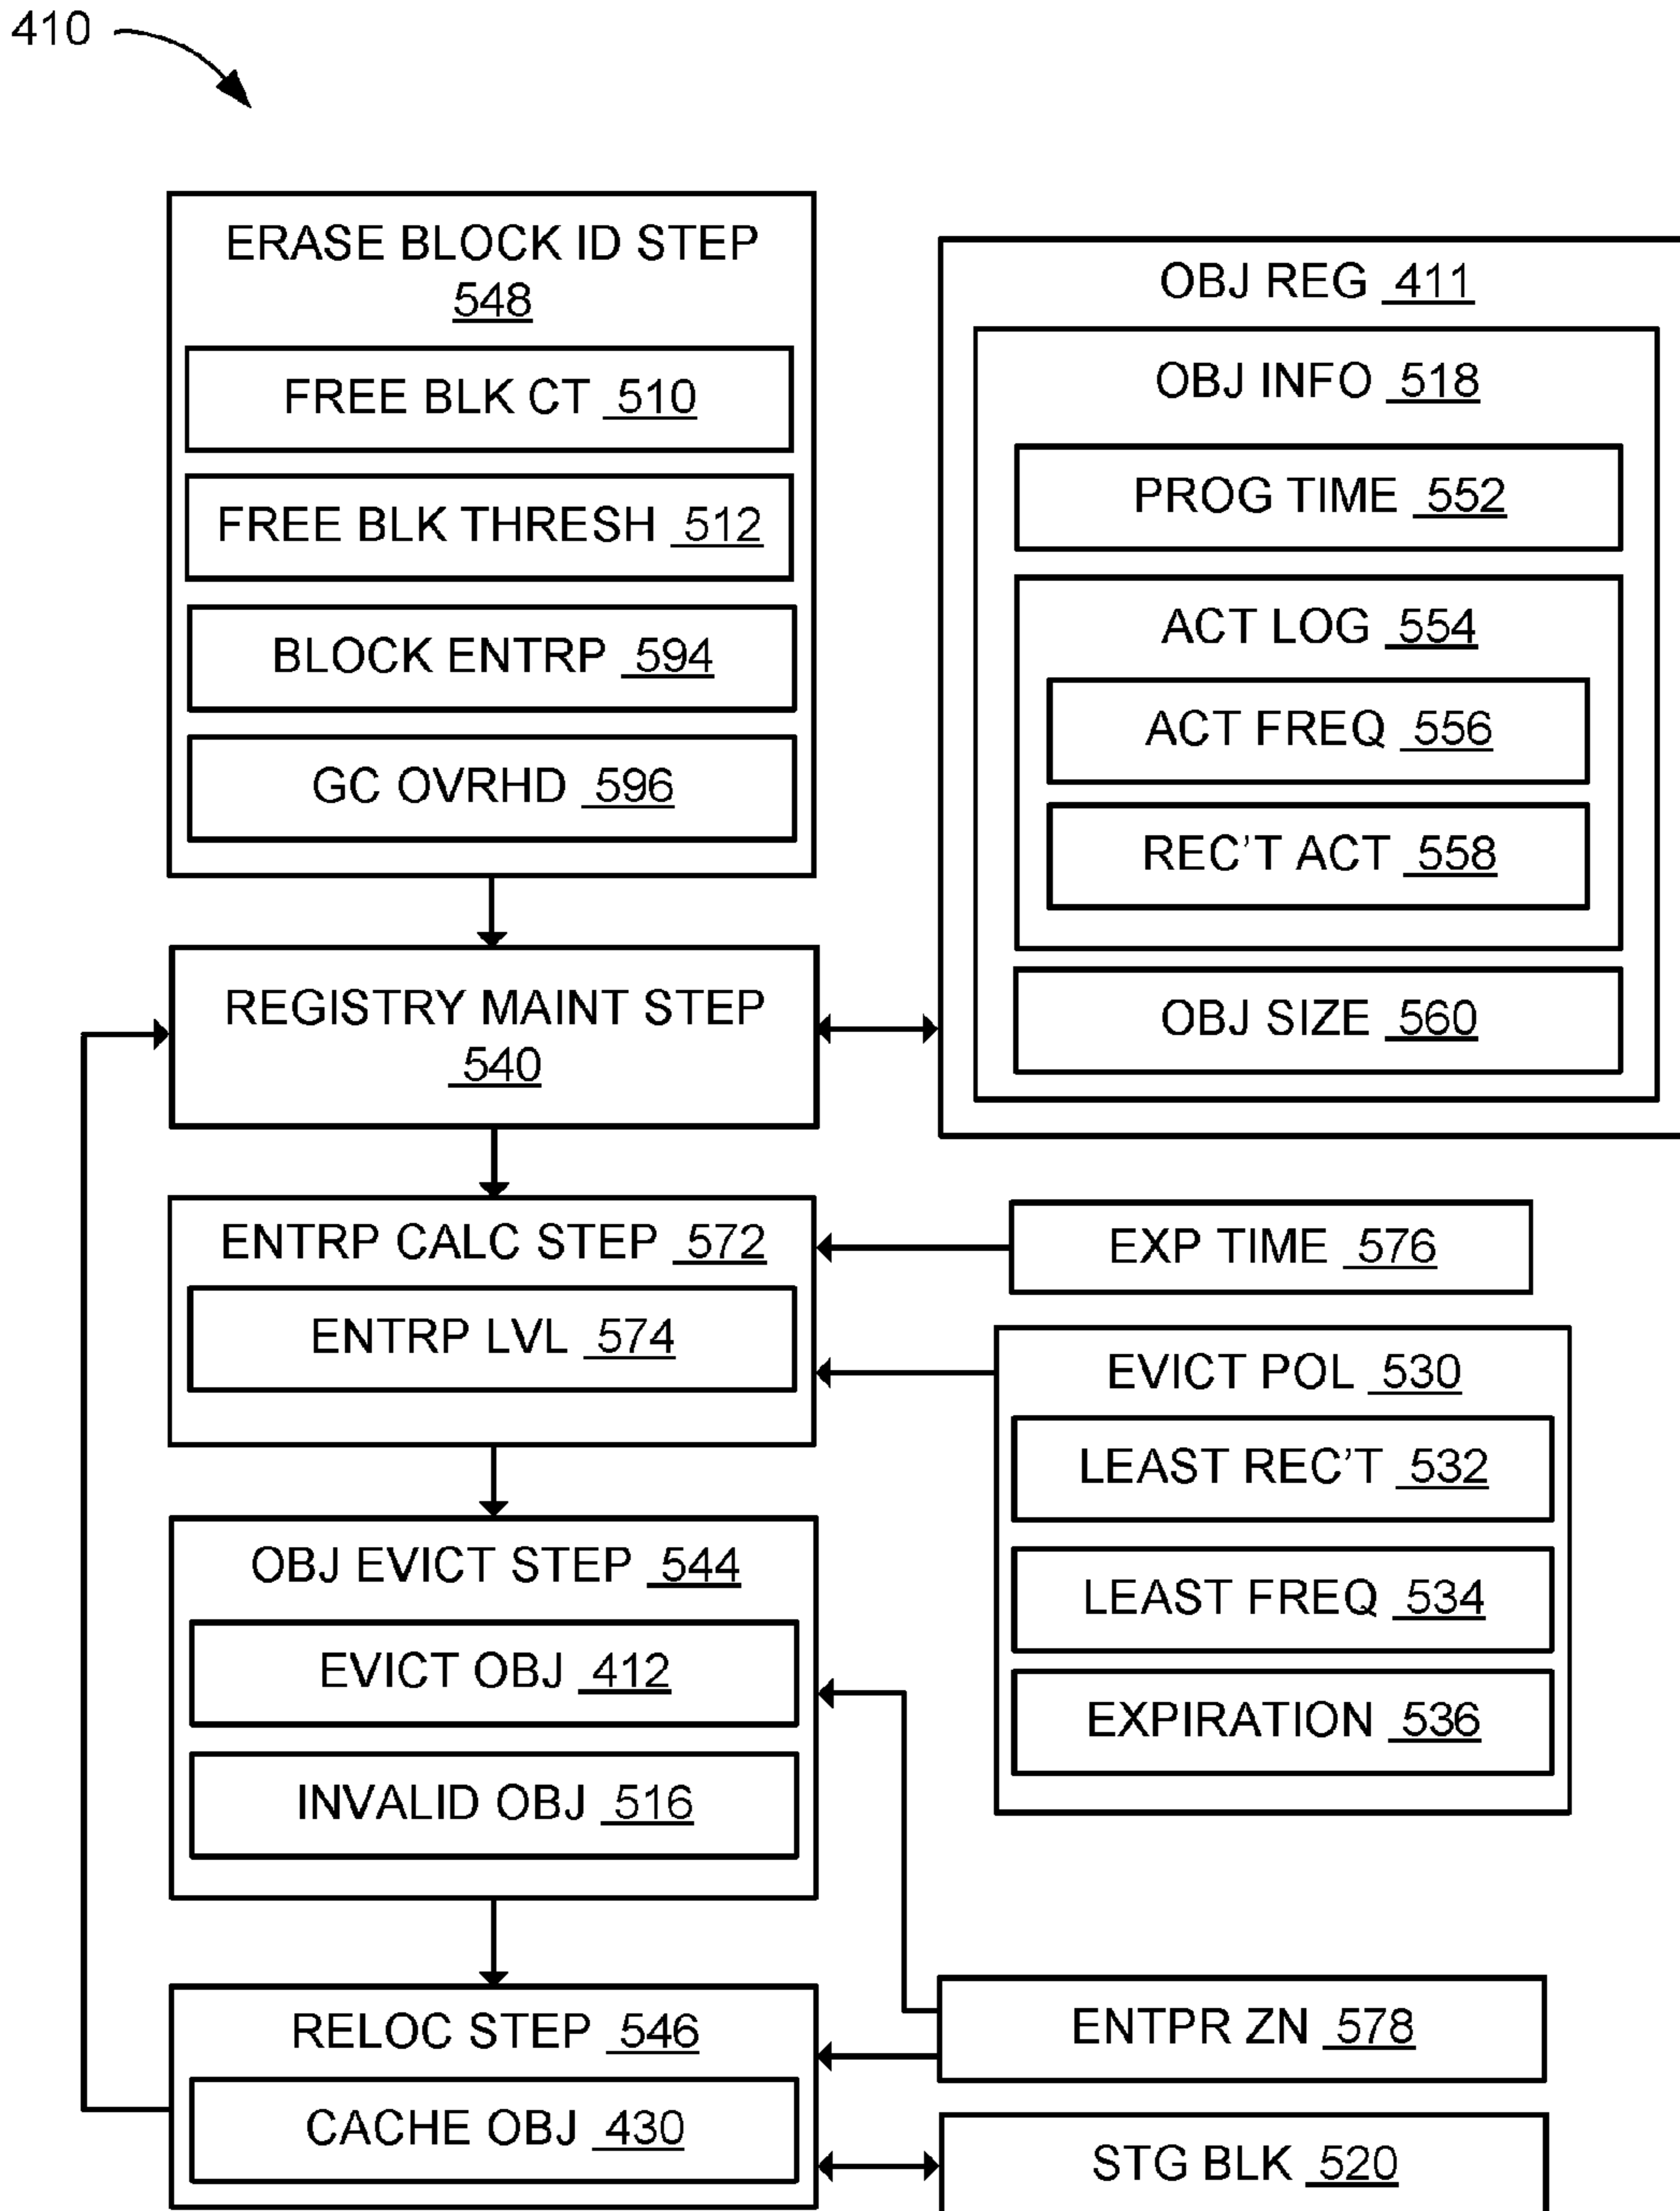 410
ERASE BLOCK ID STEP
548
FREE BLK CT 510
FREE BLK THRESH 512
BLOCK ENTRP 594
GC OVRHD 596
OBJ REG 411
OBJ INFO 518
PROG TIME 552
ACT LOG 554
ACT FREQ 556
REC'T ACT 558
OBJ SIZE 560
REGISTRY MAINT STEP
540
ENTRP CALC STEP 572
ENTRP LVL 574
EXP TIME 576
EVICT POL 530
LEAST REC'T 532
LEAST FREQ 534
EXPIRATION 536
OBJ EVICT STEP 544
EVICT OBJ 412
INVALID OBJ 516
RELOC STEP 546
CACHE OBJ 430
ENTPR ZN 578
STG BLK 520